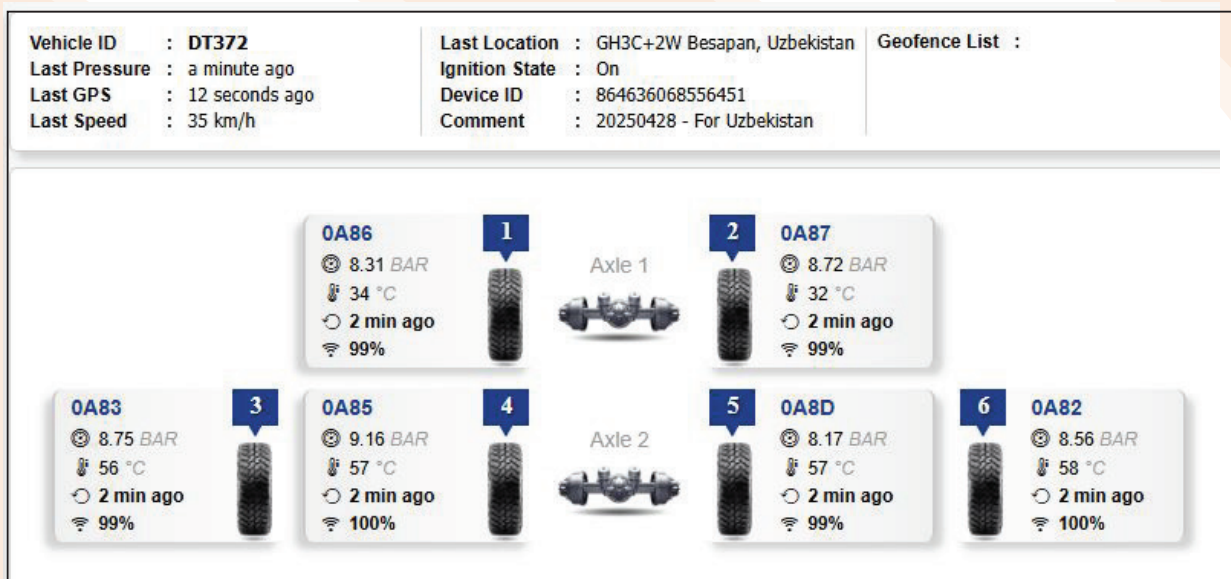 Vehicle ID : DT372
Last Pressure : a minute ago
Last GPS : 12 seconds ago
Last Speed : 35 km/h
Last Location : GH3C+2W Besapan, Uzbekistan
Ignition State : On
Device ID : 864636068556451
Comment : 20250428 - For Uzbekistan
Geofence List :
0A86
8.31 BAR
34 °C
2 min ago
99%
1
Axle 1
2
0A87
8.72 BAR
32 °C
2 min ago
99%
0A83
8.75 BAR
56 °C
2 min ago
99%
3
0A85
9.16 BAR
57 °C
2 min ago
100%
4
Axle 2
5
0A8D
8.17 BAR
57 °C
2 min ago
99%
6
0A82
8.56 BAR
58 °C
2 min ago
100%